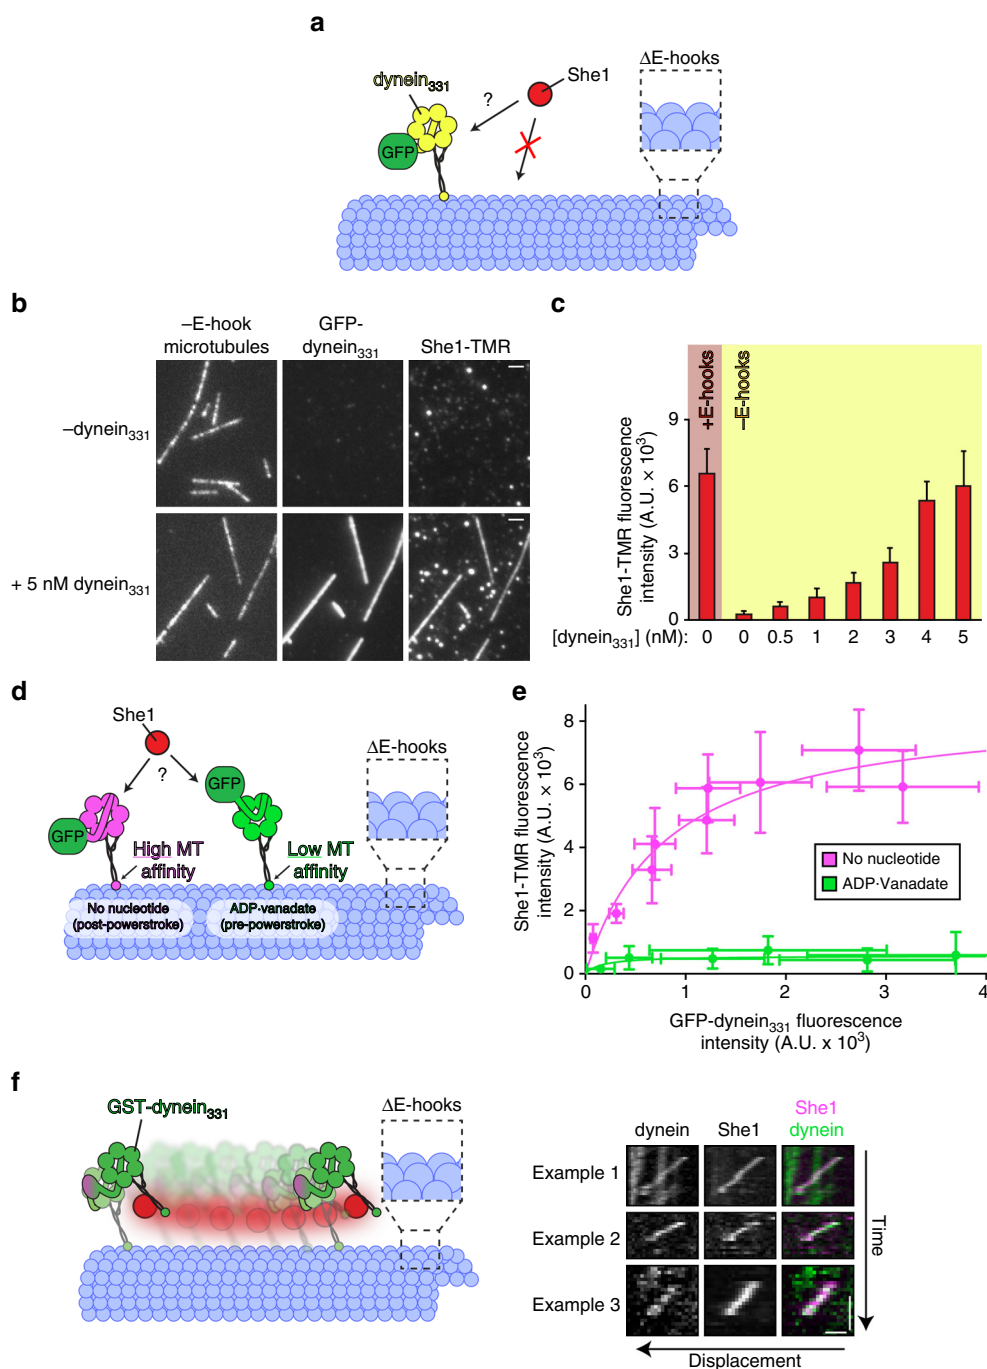 a
dynein331
She1
?
GFP
ΔE-hooks
b
–E-hook
microtubules
GFP-
dynein331
She1-TMR
–dynein331
+ 5 nM dynein331
c
+E-hooks
–E-hooks
She1-TMR fluorescence
intensity (A.U. × 10³)
9
6
3
0
[dynein331] (nM): 0 0 0.5 1 2 3 4 5
d
She1
?
GFP
GFP
ΔE-hooks
High MT
affinity
Low MT
affinity
No nucleotide
(post-powerstroke)
ADP·vanadate
(pre-powerstroke)
e
She1-TMR fluorescence
intensity (A.U. × 10³)
8
6
4
2
0
No nucleotide
ADP·Vanadate
0 1 2 3 4
GFP-dynein331 fluorescence
intensity (A.U. x 10³)
f
GST-dynein331
ΔE-hooks
She1
dynein She1 dynein
Example 1
Example 2
Example 3
Time
Displacement